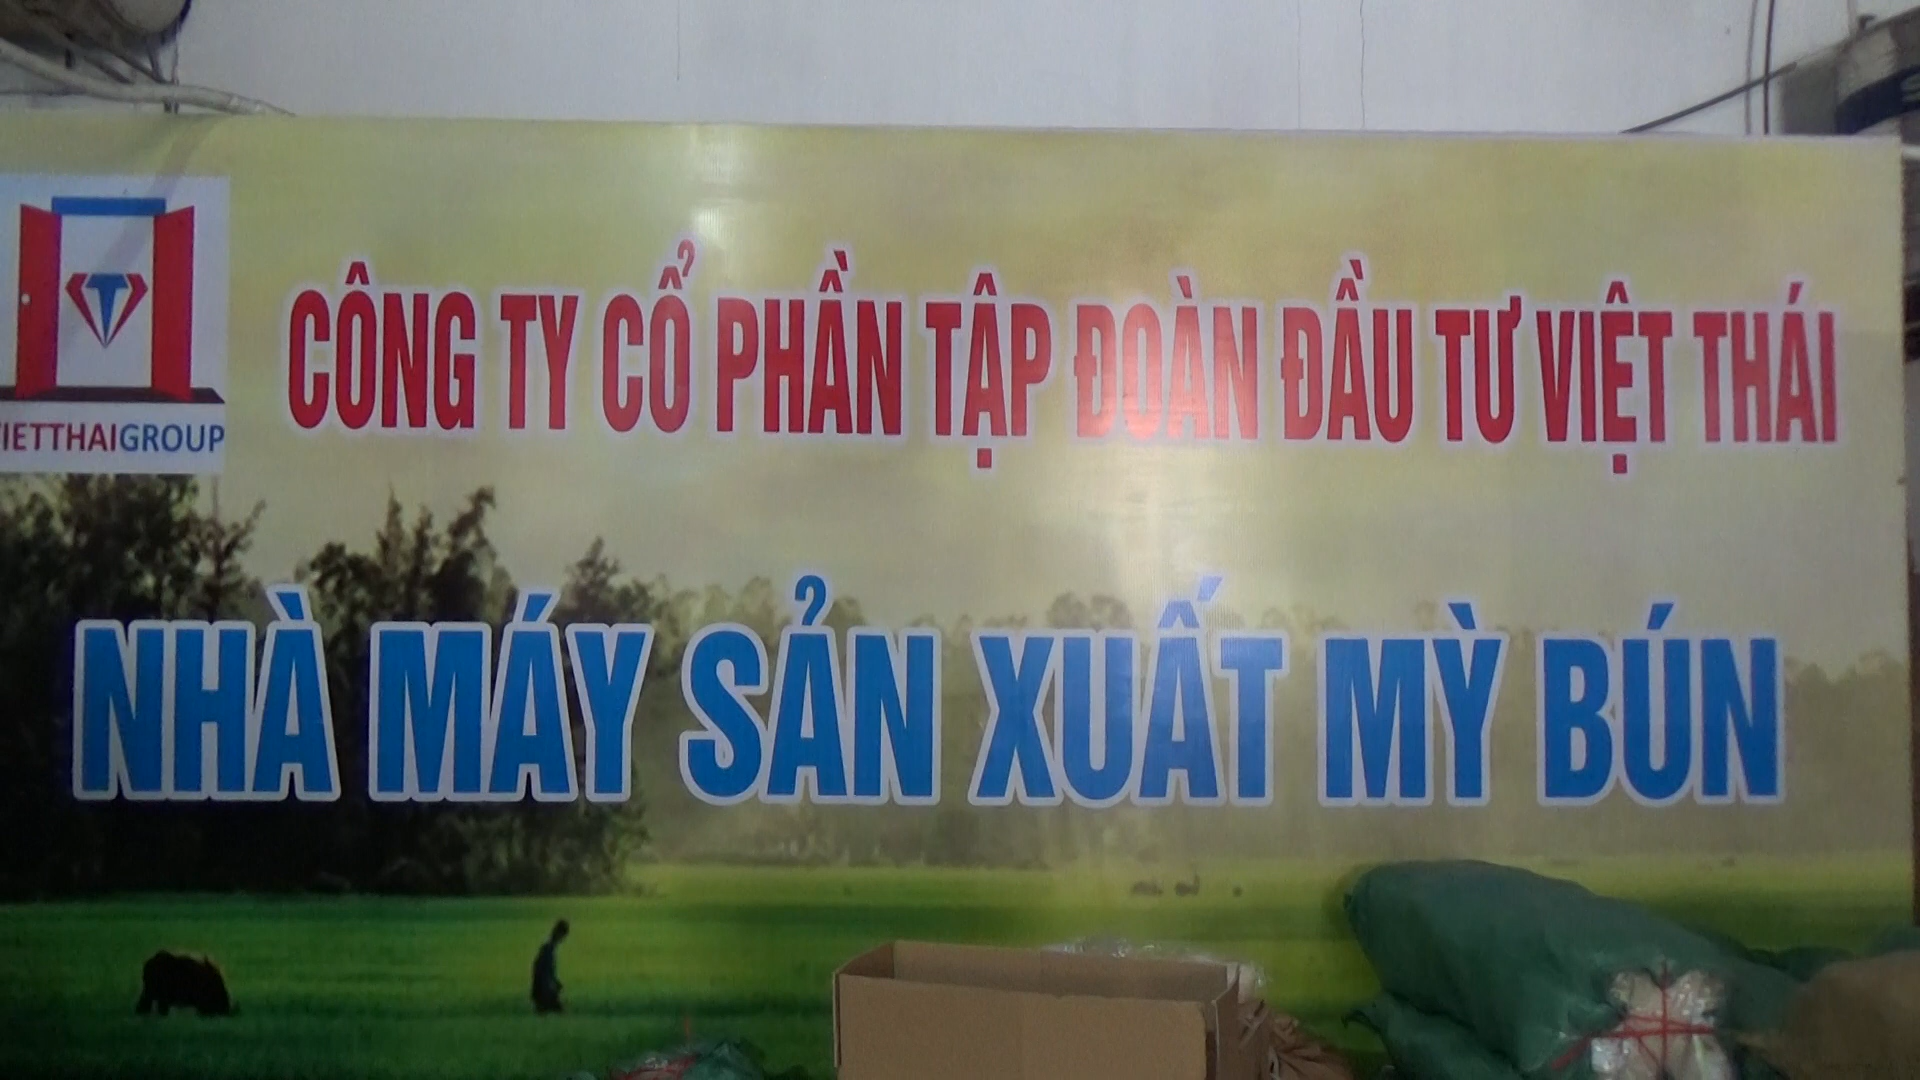 CÔNG TY CỔ PHẦN TẬP ĐOÀN ĐẦU TƯ VIỆT THÁI
VIETTHAIGROUP
NHÀ MÁY SẢN XUẤT MỲ BÚN